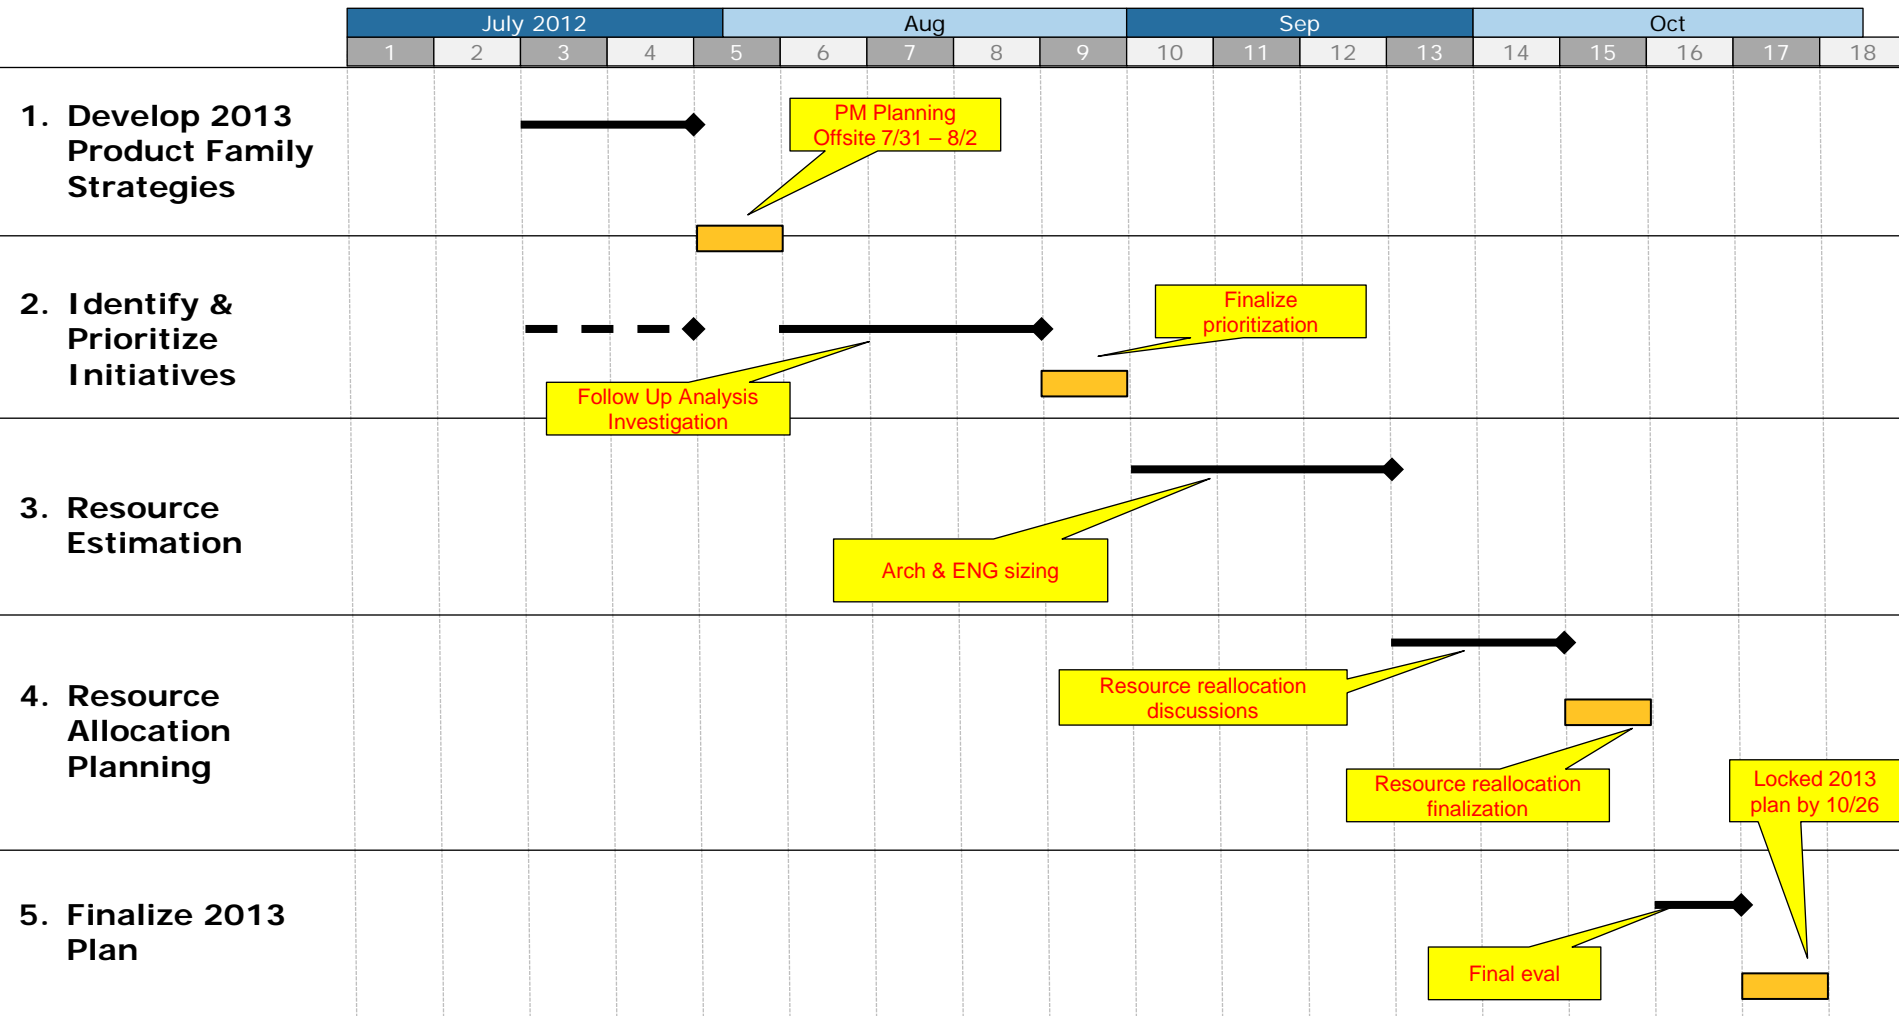 July 2012 Aug Sep Oct
1 2 3 4 5 6 7 8 9 10 11 12 13 14 15 16 17 18
1. Develop 2013
Product Family
Strategies
PM Planning
Offsite 7/31 – 8/2
2. Identify &
Prioritize
Initiatives
Finalize
prioritization
Follow Up Analysis
Investigation
3. Resource
Estimation
Arch & ENG sizing
4. Resource
Allocation
Planning
Resource reallocation
discussions
Resource reallocation
finalization
Locked 2013
plan by 10/26
5. Finalize 2013
Plan
Final eval